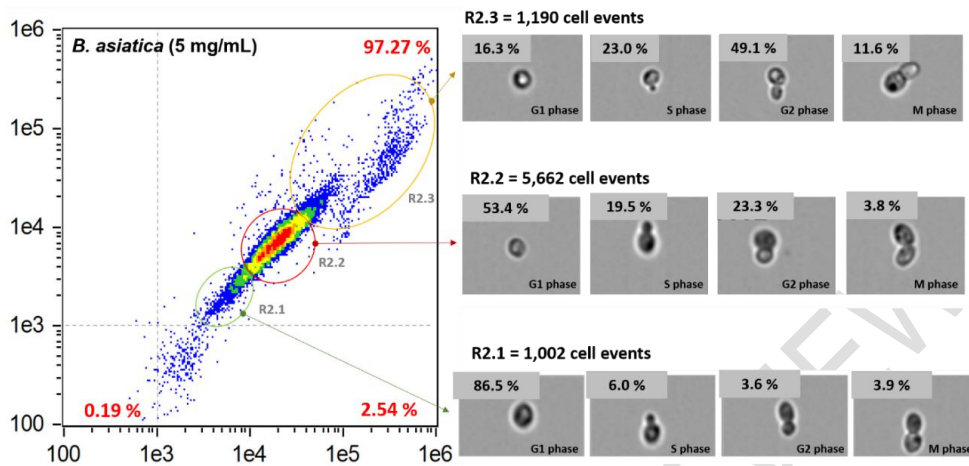 B. asiatica (5 mg/mL)
97.27 %
0.19 %
2.54 %
1e6
1e5
1e4
1e3
100
100
1e3
1e4
1e5
1e6
R2.3
R2.2
R2.1
R2.3 = 1,190 cell events
16.3 %
G1 phase
23.0 %
S phase
49.1 %
G2 phase
11.6 %
M phase
R2.2 = 5,662 cell events
53.4 %
G1 phase
19.5 %
S phase
23.3 %
G2 phase
3.8 %
M phase
R2.1 = 1,002 cell events
86.5 %
G1 phase
6.0 %
S phase
3.6 %
G2 phase
3.9 %
M phase